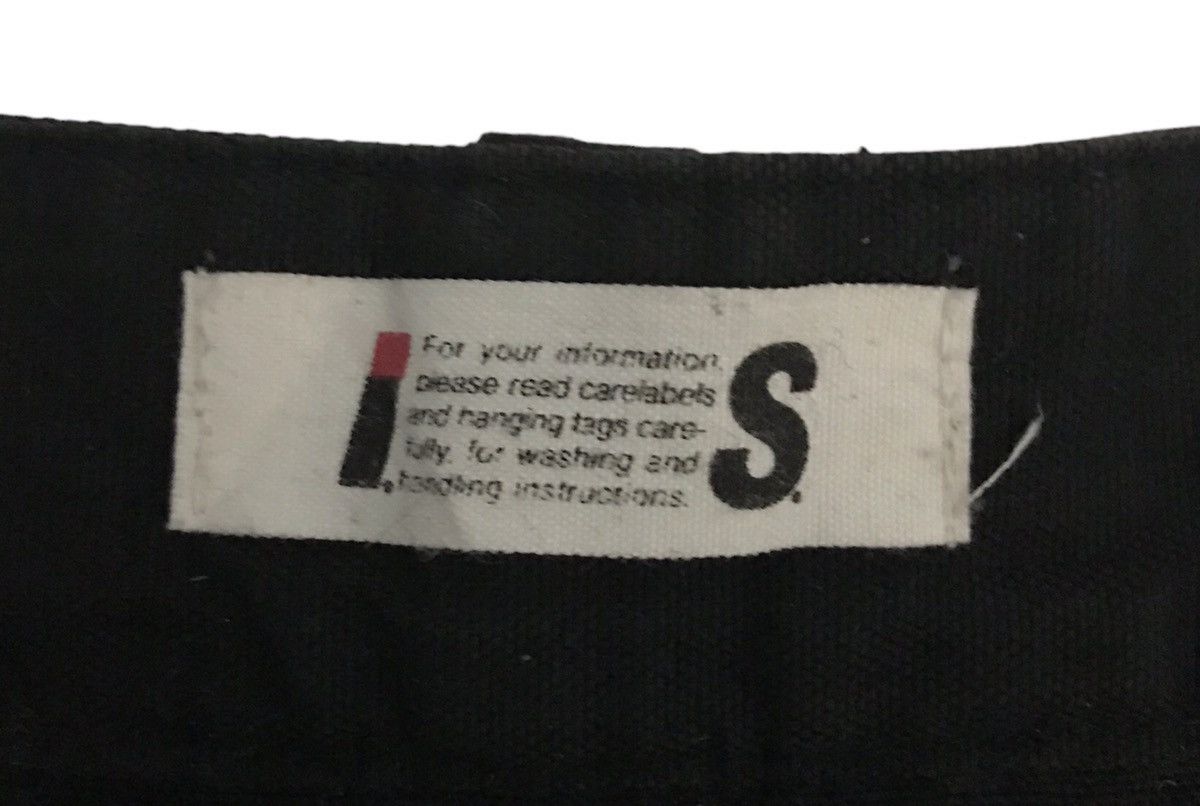 I. S.
For your information,
please read carelabels
and hanging tags care-
fully, for washing and
handling instructions.